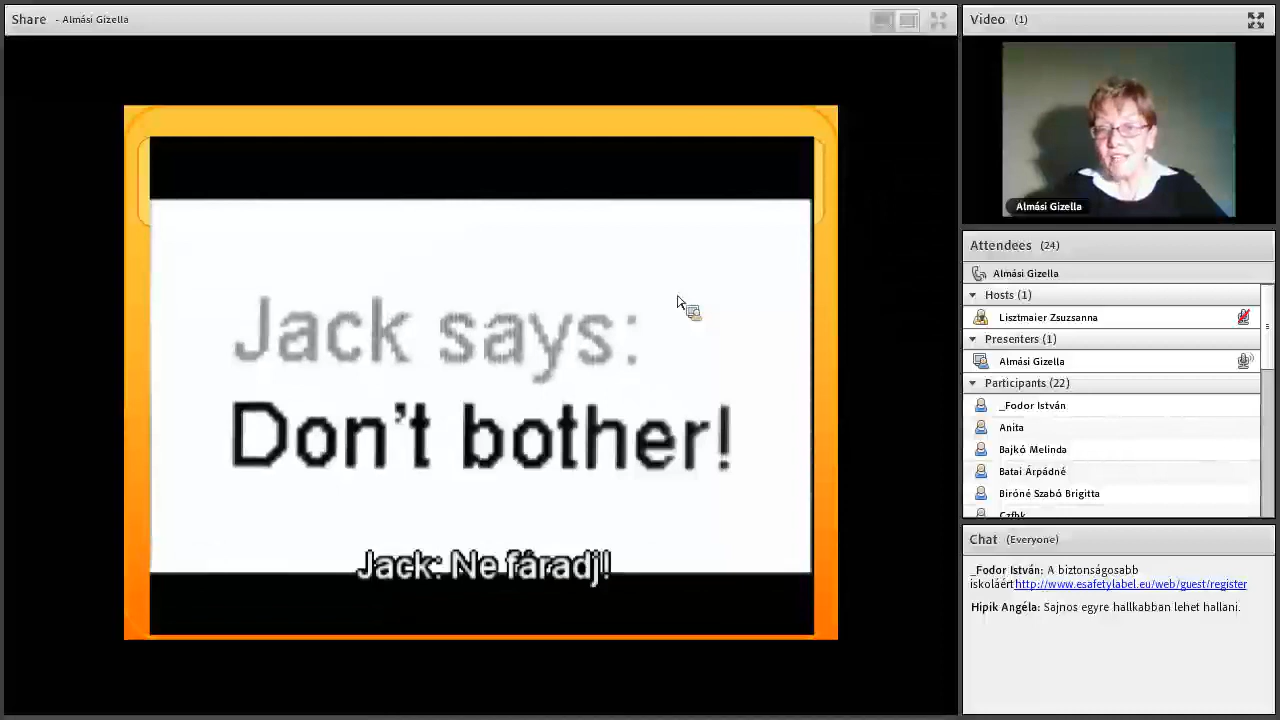 Share - Almási Gizella
Jack says:
Don't bother!
Jack: Ne fáradj!
Video (1)
Almási Gizella
Attendees (24)
Almási Gizella
Hosts (1)
Lisztmaier Zsuzsanna
Presenters (1)
Almási Gizella
Participants (22)
_Fodor István
Anita
Bajkó Melinda
Batai Árpádné
Biróné Szabó Brigitta
Chat (Everyone)
_Fodor István: A biztonságosabb
iskoláért http://www.esafetylabel.eu/web/guest/register
Hipik Angéla: Sajnos egyre hallkabban lehet hallani.